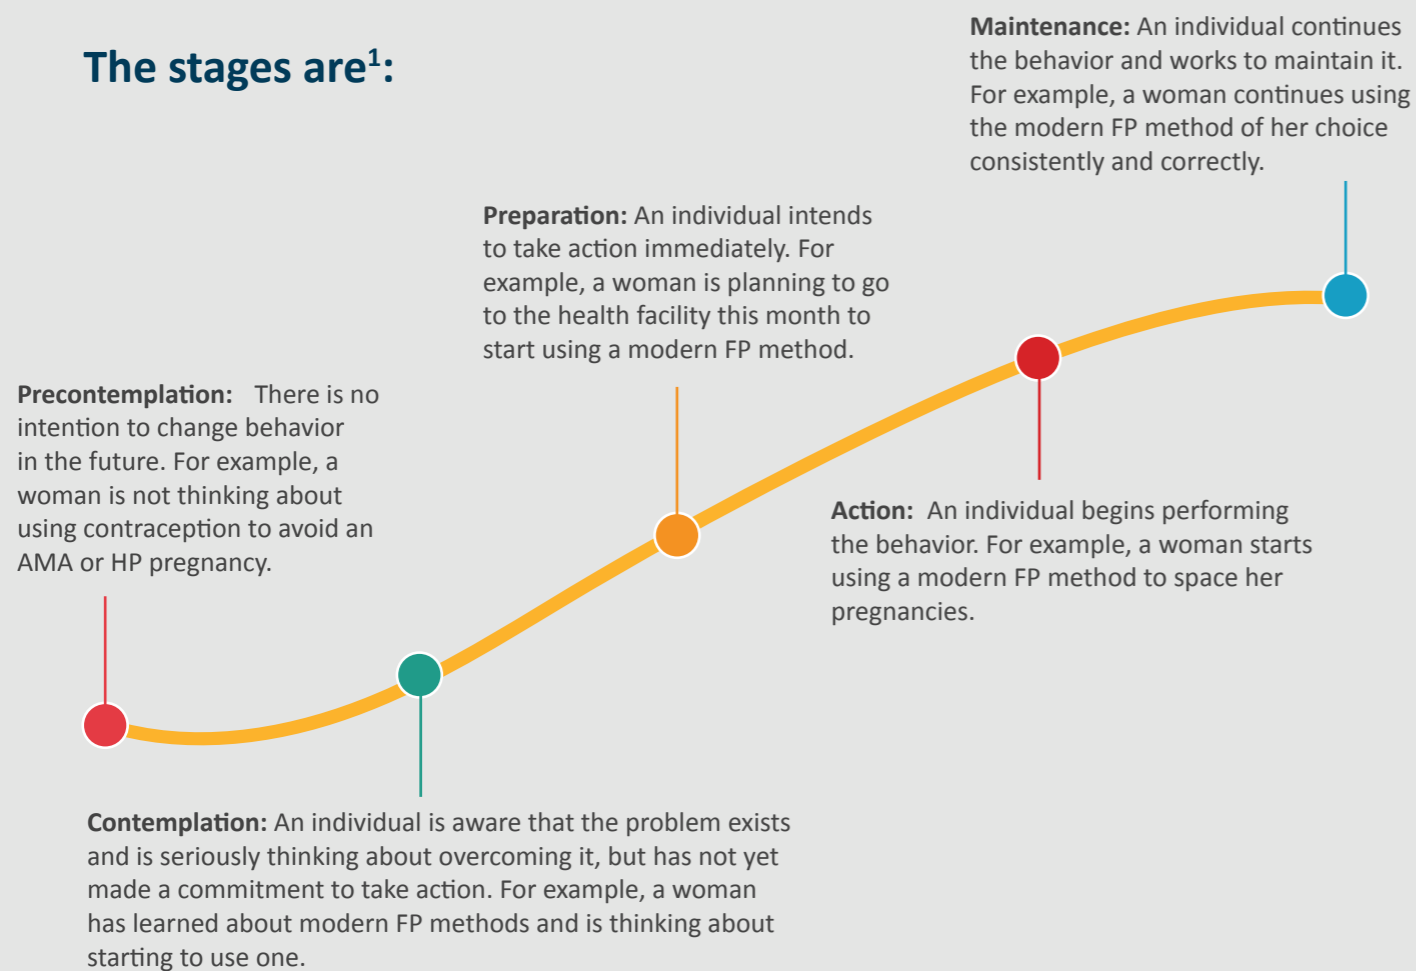 The stages are¹:
Precontemplation: There is no
intention to change behavior
in the future. For example, a
woman is not thinking about
using contraception to avoid an
AMA or HP pregnancy.
Contemplation: An individual is aware that the problem exists
and is seriously thinking about overcoming it, but has not yet
made a commitment to take action. For example, a woman
has learned about modern FP methods and is thinking about
starting to use one.
Preparation: An individual intends
to take action immediately. For
example, a woman is planning to go
to the health facility this month to
start using a modern FP method.
Action: An individual begins performing
the behavior. For example, a woman starts
using a modern FP method to space her
pregnancies.
Maintenance: An individual continues
the behavior and works to maintain it.
For example, a woman continues using
the modern FP method of her choice
consistently and correctly.